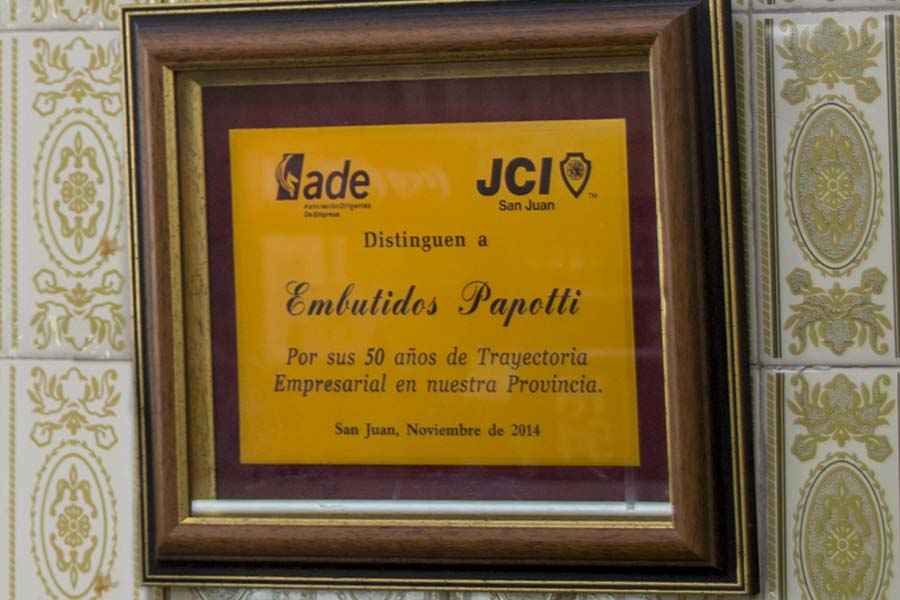 ade
Asociación Dirigentes
De Empresa
JCI
TM
San Juan
Distinguen a
Embutidos Papotti
Por sus 50 años de Trayectoria
Empresarial en nuestra Provincia.
San Juan, Noviembre de 2014